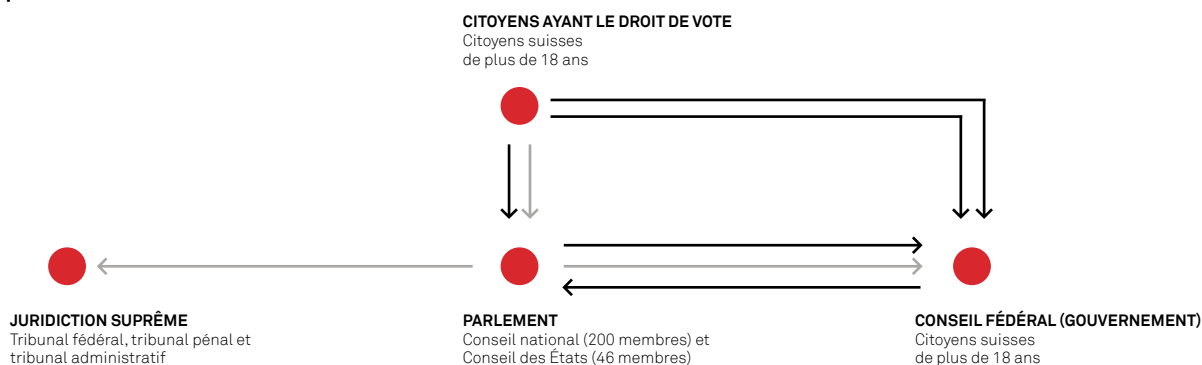 CITOYENS AYANT LE DROIT DE VOTE
Citoyens suisses
de plus de 18 ans
JURIDICTION SUPRÊME
Tribunal fédéral, tribunal pénal et
tribunal administratif
PARLEMENT
Conseil national (200 membres) et
Conseil des États (46 membres)
CONSEIL FÉDÉRAL (GOUVERNEMENT)
Citoyens suisses
de plus de 18 ans